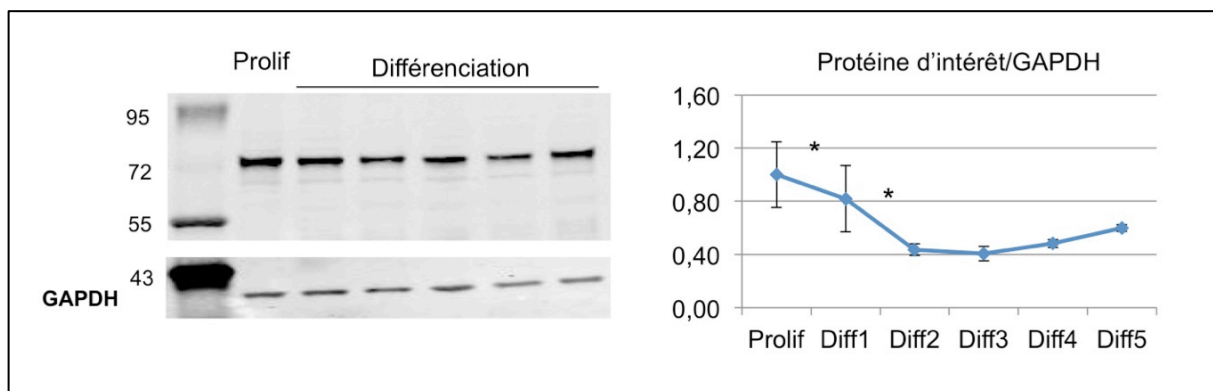 Prolif Différenciation
95
72
55
43
GAPDH
Protéine d’intérêt/GAPDH
1,60
1,20
0,80
0,40
0,00
*
*
Prolif Diff1 Diff2 Diff3 Diff4 Diff5